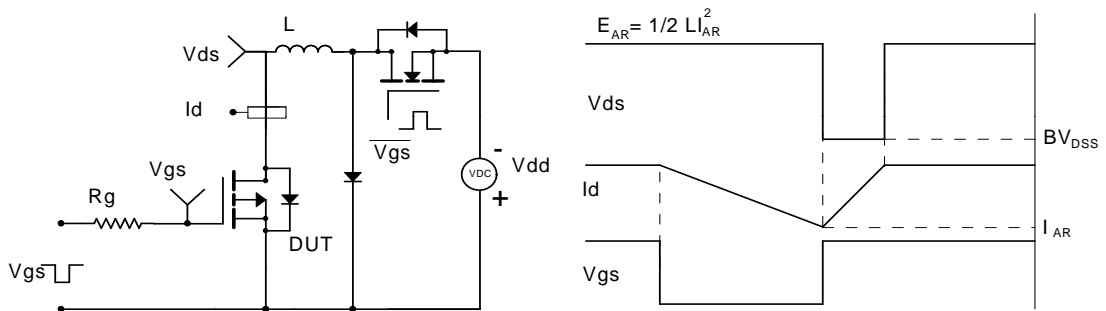 L
Vds
Id
Vgs
Vgs
Rg
DUT
Vgs
VDC
-
+
Vdd
E_AR = 1/2 LI_AR^2
Vds
BV_DSS
Id
I_AR
Vgs